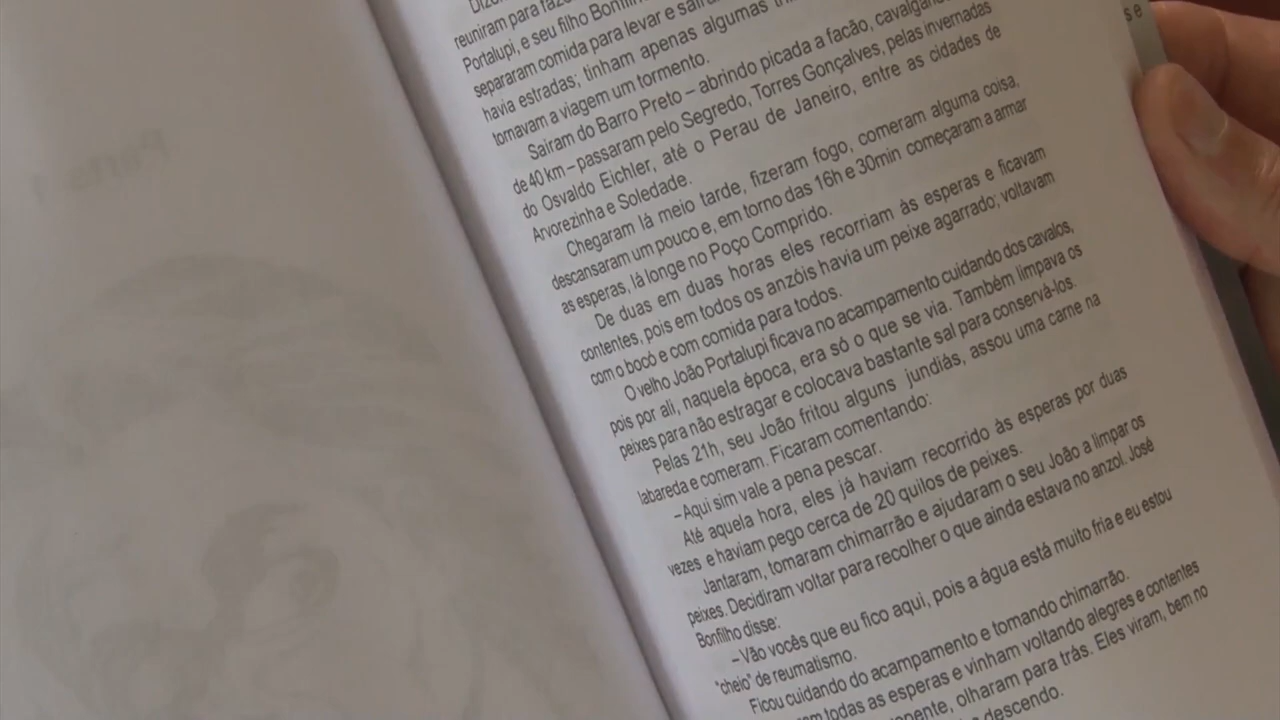 reuniram para
Portalupi, e seu filho
separaram comida para levar e
havia estradas; tinham apenas algumas
tornavam a viagem um tormento.
Saíram do Barro Preto – abrindo picada a facão,
de 40 km – passaram pelo Segredo, Torres Gonçalves, pelas invernadas
do Osvaldo Eichler, até o Perau de Janeiro, entre as cidades de
Arvorezinha e Soledade.
Chegaram lá meio tarde, fizeram fogo, comeram alguma coisa,
descansaram um pouco e, em torno das 16h e 30min começaram a armar
as esperas, lá longe no Poço Comprido.
De duas em duas horas eles recorriam às esperas e ficavam
contentes, pois em todos os anzóis havia um peixe agarrado; voltavam
com o bocó e com comida para todos.
O velho João Portalupi ficava no acampamento cuidando dos cavalos,
pois por ali, naquela época, era só o que se via. Também limpava os
peixes para não estragar e colocava bastante sal para conservá-los.
Pelas 21h, seu João fritou alguns jundiás, assou uma carne na
labareda e comeram. Ficaram comentando:
– Aqui sim vale a pena pescar.
Até aquela hora, eles já haviam recorrido às esperas por duas
vezes e haviam pego cerca de 20 quilos de peixes.
Jantaram, tomaram chimarrão e ajudaram o seu João a limpar os
peixes. Decidiram voltar para recolher o que ainda estava no anzol. José
Bonfilho disse:
– Vão vocês que eu fico aqui, pois a água está muito fria e eu estou
"cheio" de reumatismo.
Ficou cuidando do acampamento e tomando chimarrão.
todas as esperas e vinham voltando alegres e contentes
olharam para trás. Eles viram, bem no
descendo.